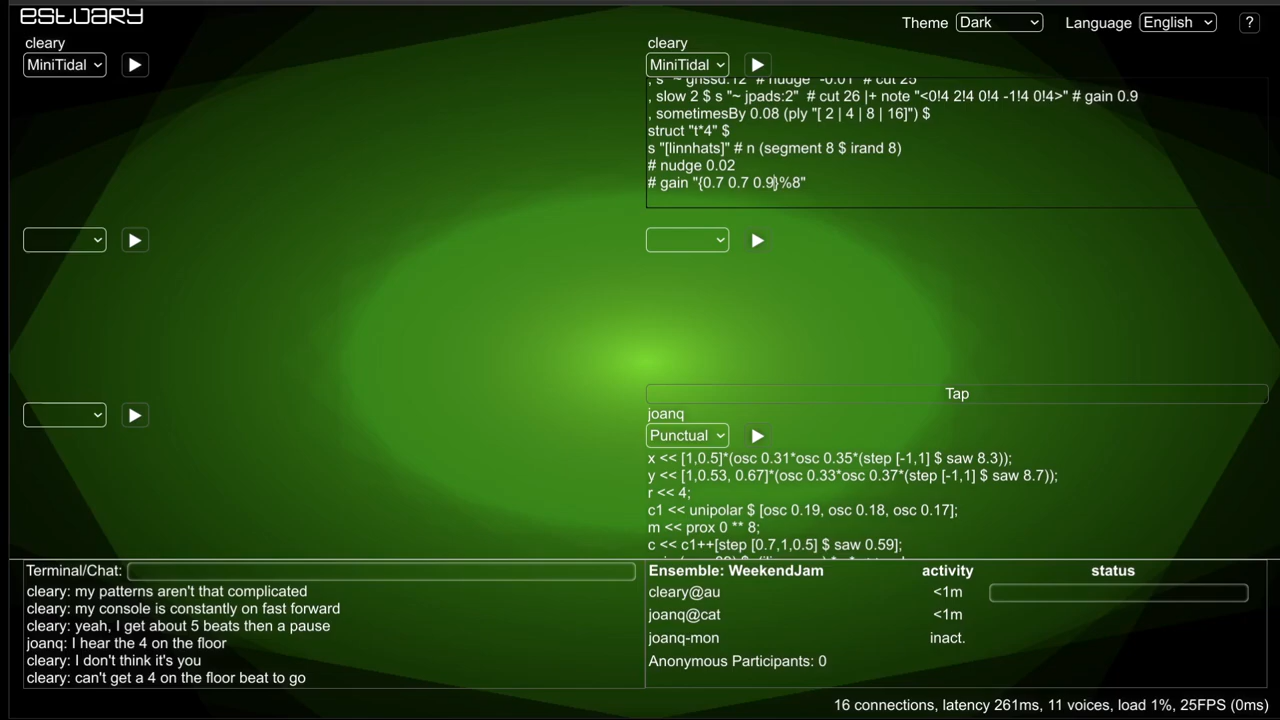 estuary
Theme Dark Language English ?
cleary
MiniTidal
cleary
MiniTidal
, slow 2 $ s "~ jpads:2" # cut 26 |+ note "<0!4 2!4 0!4 -1!4 0!4>" # gain 0.9
, sometimesBy 0.08 (ply "[ 2 | 4 | 8 | 16]") $
struct "t*4" $
s "[linnhats]" # n (segment 8 $ irand 8)
# nudge 0.02
# gain "{0.7 0.7 0.9}%8"
Tap
joanq
Punctual
x << [1,0.5]*(osc 0.31*osc 0.35*(step [-1,1] $ saw 8.3));
y << [1,0.53, 0.67]*(osc 0.33*osc 0.37*(step [-1,1] $ saw 8.7));
r << 4;
c1 << unipolar $ [osc 0.19, osc 0.18, osc 0.17];
m << prox 0 ** 8;
c << c1++[step [0.7,1,0.5] $ saw 0.59];
Terminal/Chat:
cleary: my patterns aren't that complicated
cleary: my console is constantly on fast forward
cleary: yeah, I get about 5 beats then a pause
joanq: I hear the 4 on the floor
cleary: I don't think it's you
cleary: can't get a 4 on the floor beat to go
Ensemble: WeekendJam activity status
cleary@au <1m
joanq@cat <1m
joanq-mon inact.
Anonymous Participants: 0
16 connections, latency 261ms, 11 voices, load 1%, 25FPS (0ms)